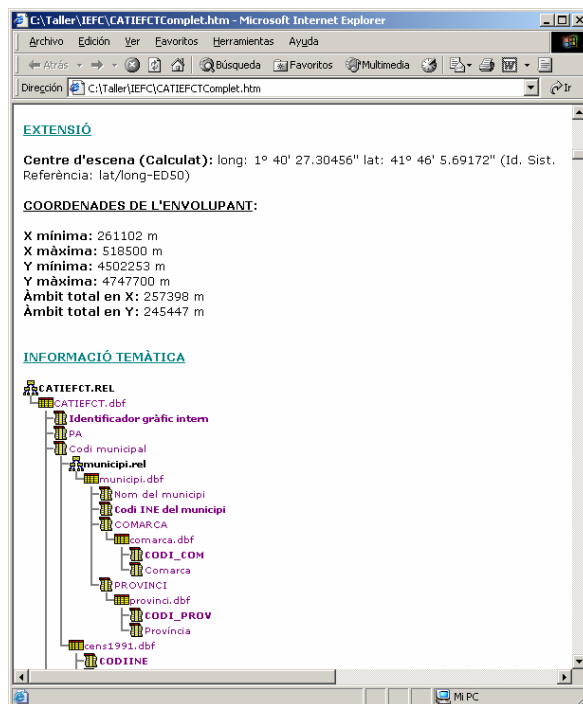 C:\Taller\IEFC\CATIEFCTComplet.htm - Microsoft Internet Explorer
Archivo Edición Ver Favoritos Herramientas Ayuda
Atrás Búsqueda Favoritos Multimedia
Dirección C:\Taller\IEFC\CATIEFCTComplet.htm Ir
EXTENSIÓ
Centre d'escena (Calculat): long: 1º 40' 27.30456" lat: 41º 46' 5.69172" (Id. Sist.
Referència: lat/long-ED50)
COORDENADES DE L'ENVOLUPANT:
X mínima: 261102 m
X màxima: 518500 m
Y mínima: 4502253 m
Y màxima: 4747700 m
Àmbit total en X: 257398 m
Àmbit total en Y: 245447 m
INFORMACIÓ TEMÀTICA
CATIEFCT.REL
CATIEFCT.dbf
Identificador gràfic intern
PA
Codi municipal
municipi.rel
municipi.dbf
Nom del municipi
Codi INE del municipi
COMARCA
comarca.dbf
CODI_COM
Comarca
PROVINCI
provinci.dbf
CODI_PROV
Província
cens1991.dbf
CODIINE
Mi PC